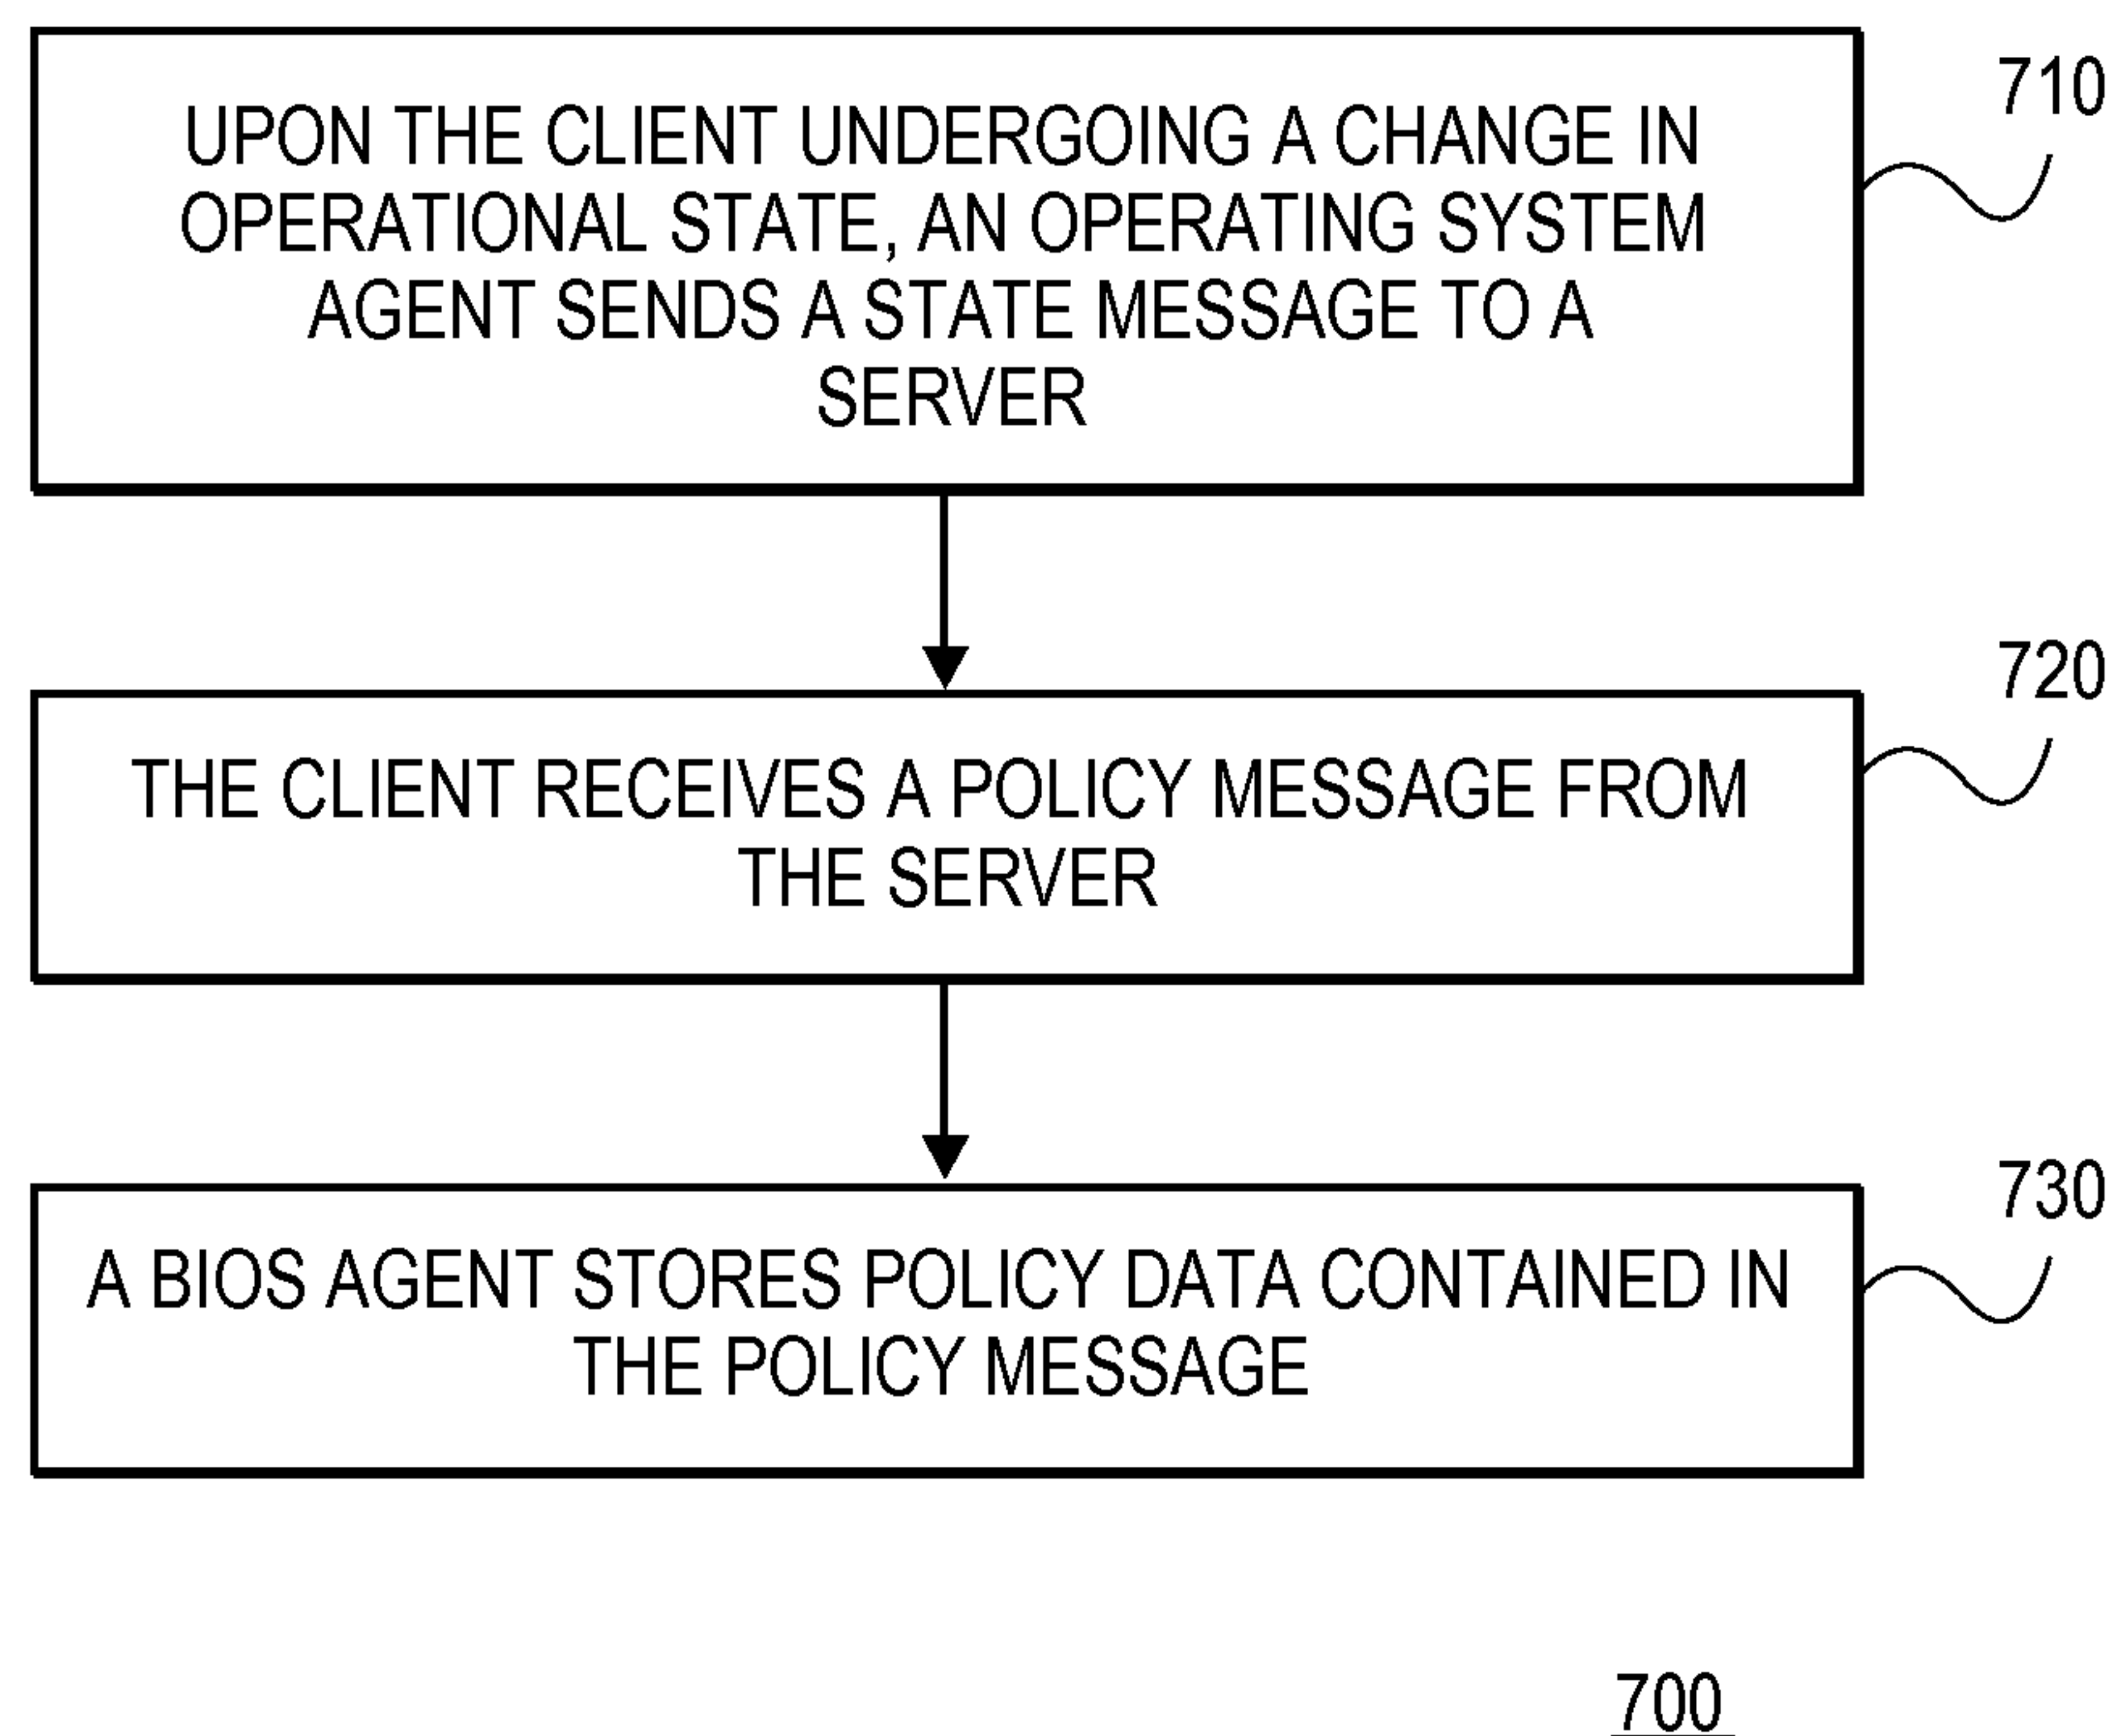 710
UPON THE CLIENT UNDERGOING A CHANGE IN
OPERATIONAL STATE, AN OPERATING SYSTEM
AGENT SENDS A STATE MESSAGE TO A
SERVER
720
THE CLIENT RECEIVES A POLICY MESSAGE FROM
THE SERVER
730
A BIOS AGENT STORES POLICY DATA CONTAINED IN
THE POLICY MESSAGE
700